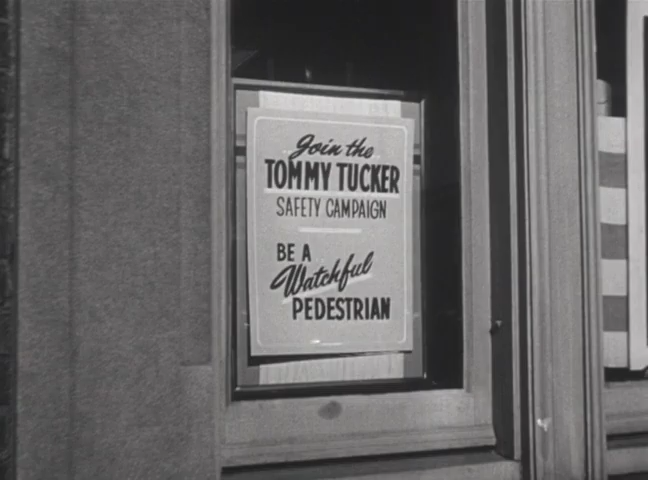 Join the
TOMMY TUCKER
SAFETY CAMPAIGN
BE A
Watchful
PEDESTRIAN